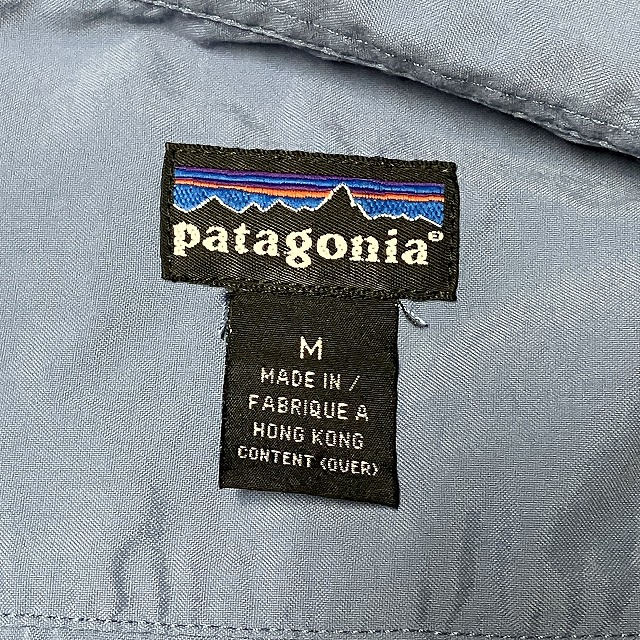 patagonia®
M
MADE IN /
FABRIQUE A
HONG KONG
CONTENT (OVER)